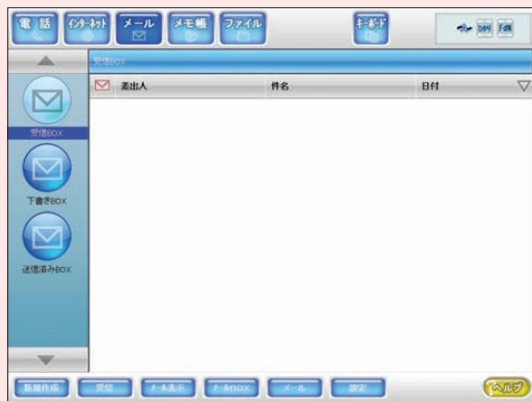 電話 インターネット メール メモ帳 ファイル キーボード
受信BOX
差出人 件名 日付
受信BOX
下書きBOX
送信済みBOX
新規作成 受信 メール表示 メールBOX メール 設定 ヘルプ